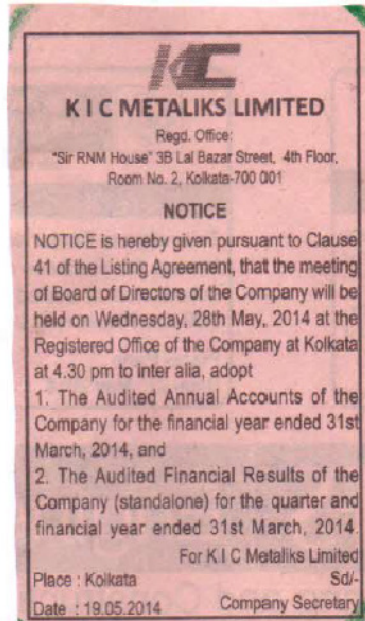 KIC
K I C METALIKS LIMITED
Regd. Office:
"Sir RNM House" 3B Lal Bazar Street, 4th Floor,
Room No. 2, Kolkata-700 001
NOTICE
NOTICE is hereby given pursuant to Clause
41 of the Listing Agreement, that the meeting
of Board of Directors of the Company will be
held on Wednesday, 28th May, 2014 at the
Registered Office of the Company at Kolkata
at 4.30 pm to inter alia, adopt
1. The Audited Annual Accounts of the
Company for the financial year ended 31st
March, 2014, and
2. The Audited Financial Results of the
Company (standalone) for the quarter and
financial year ended 31st March, 2014.
For K I C Metaliks Limited
Place : Kolkata Sd/-
Date : 19.05.2014 Company Secretary